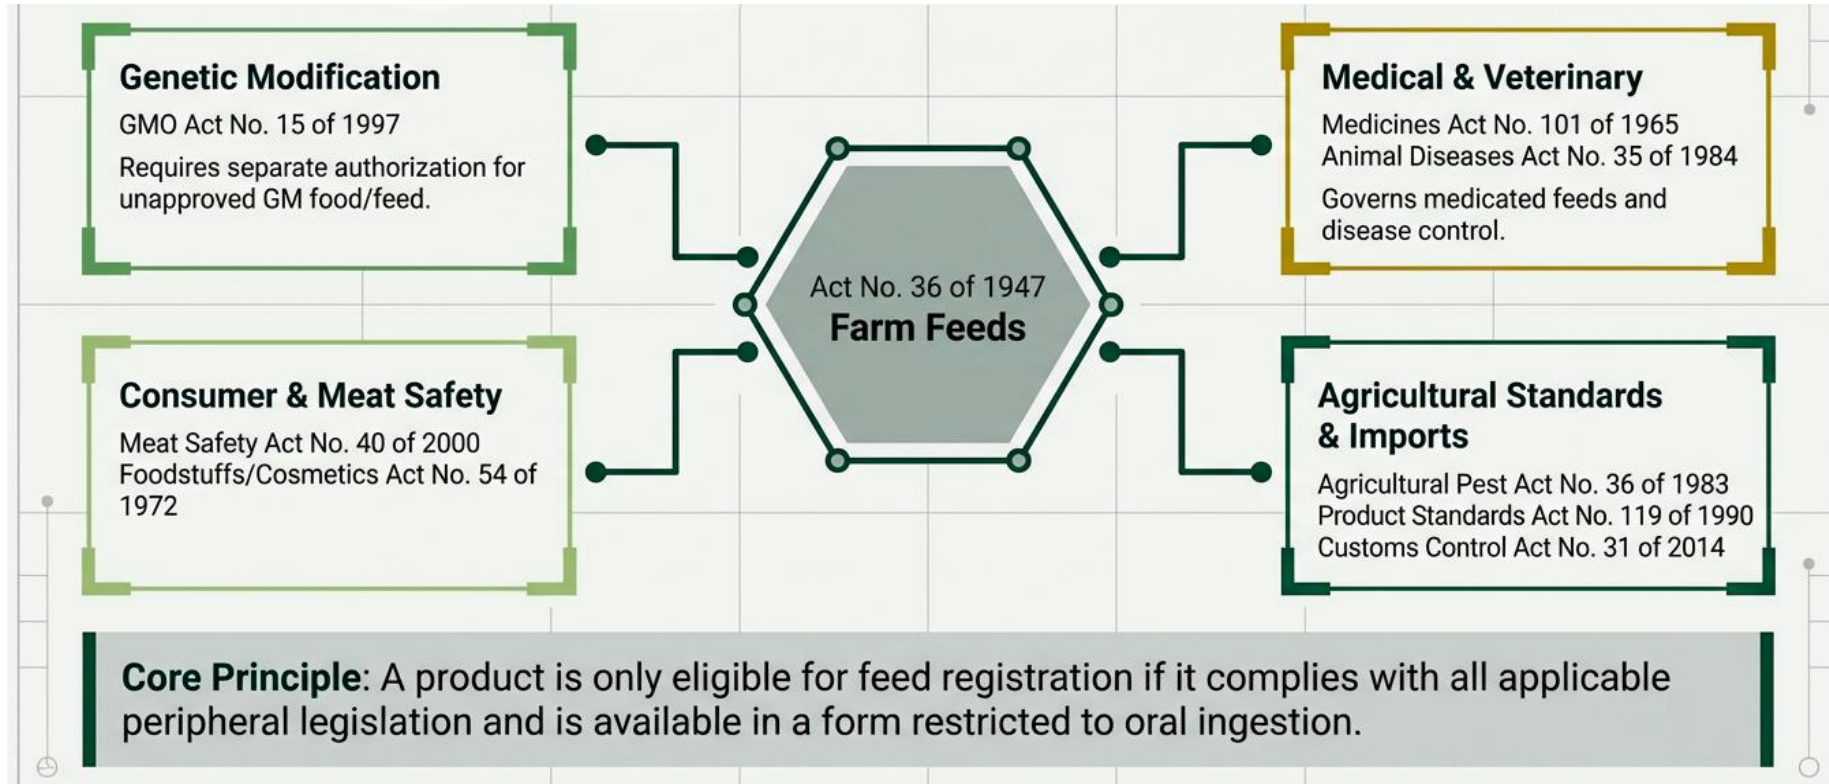 Genetic Modification
GMO Act No. 15 of 1997
Requires separate authorization for
unapproved GM food/feed.
Medical & Veterinary
Medicines Act No. 101 of 1965
Animal Diseases Act No. 35 of 1984
Governs medicated feeds and
disease control.
Act No. 36 of 1947
Farm Feeds
Consumer & Meat Safety
Meat Safety Act No. 40 of 2000
Foodstuffs/Cosmetics Act No. 54 of
1972
Agricultural Standards
& Imports
Agricultural Pest Act No. 36 of 1983
Product Standards Act No. 119 of 1990
Customs Control Act No. 31 of 2014
Core Principle: A product is only eligible for feed registration if it complies with all applicable
peripheral legislation and is available in a form restricted to oral ingestion.